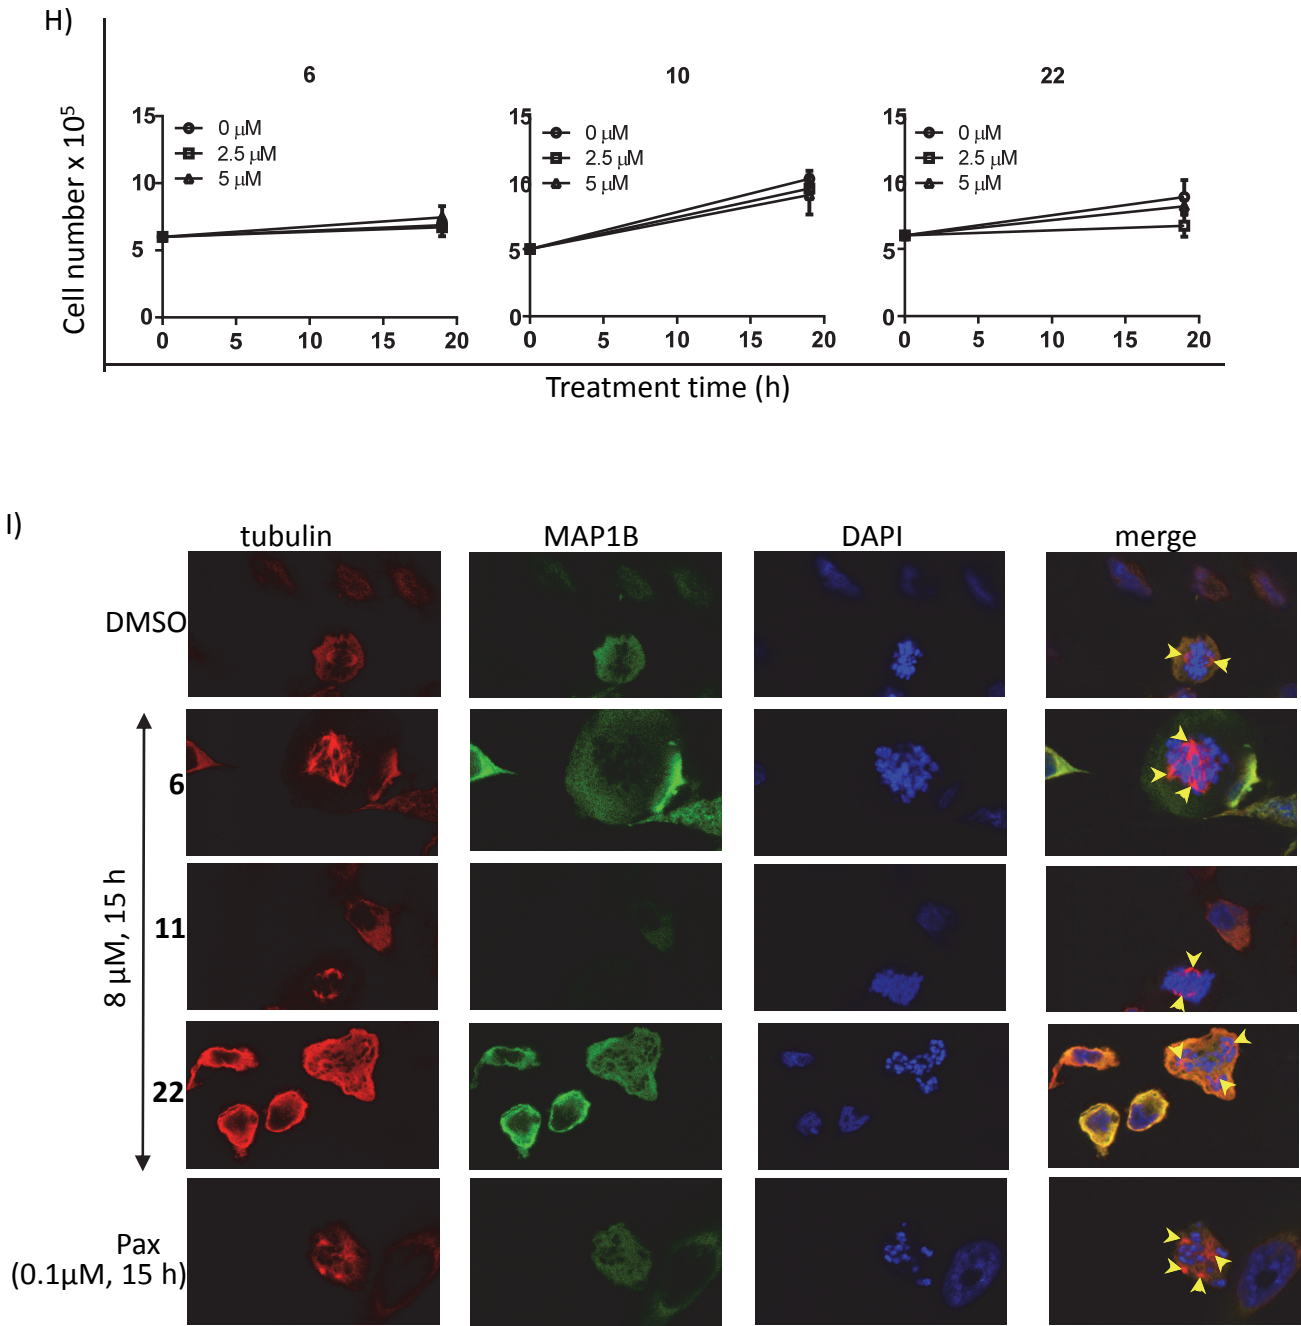 H)
6
10
22
Cell number x 10⁵
15
10
5
0
0 μM
2.5 μM
5 μM
0
5
10
15
20
15
10
5
0
0 μM
2.5 μM
5 μM
0
5
10
15
20
15
10
5
0
0 μM
2.5 μM
5 μM
0
5
10
15
20
Treatment time (h)
I)
tubulin
MAP1B
DAPI
merge
DMSO
8 μM, 15 h
6
11
22
Pax
(0.1μM, 15 h)